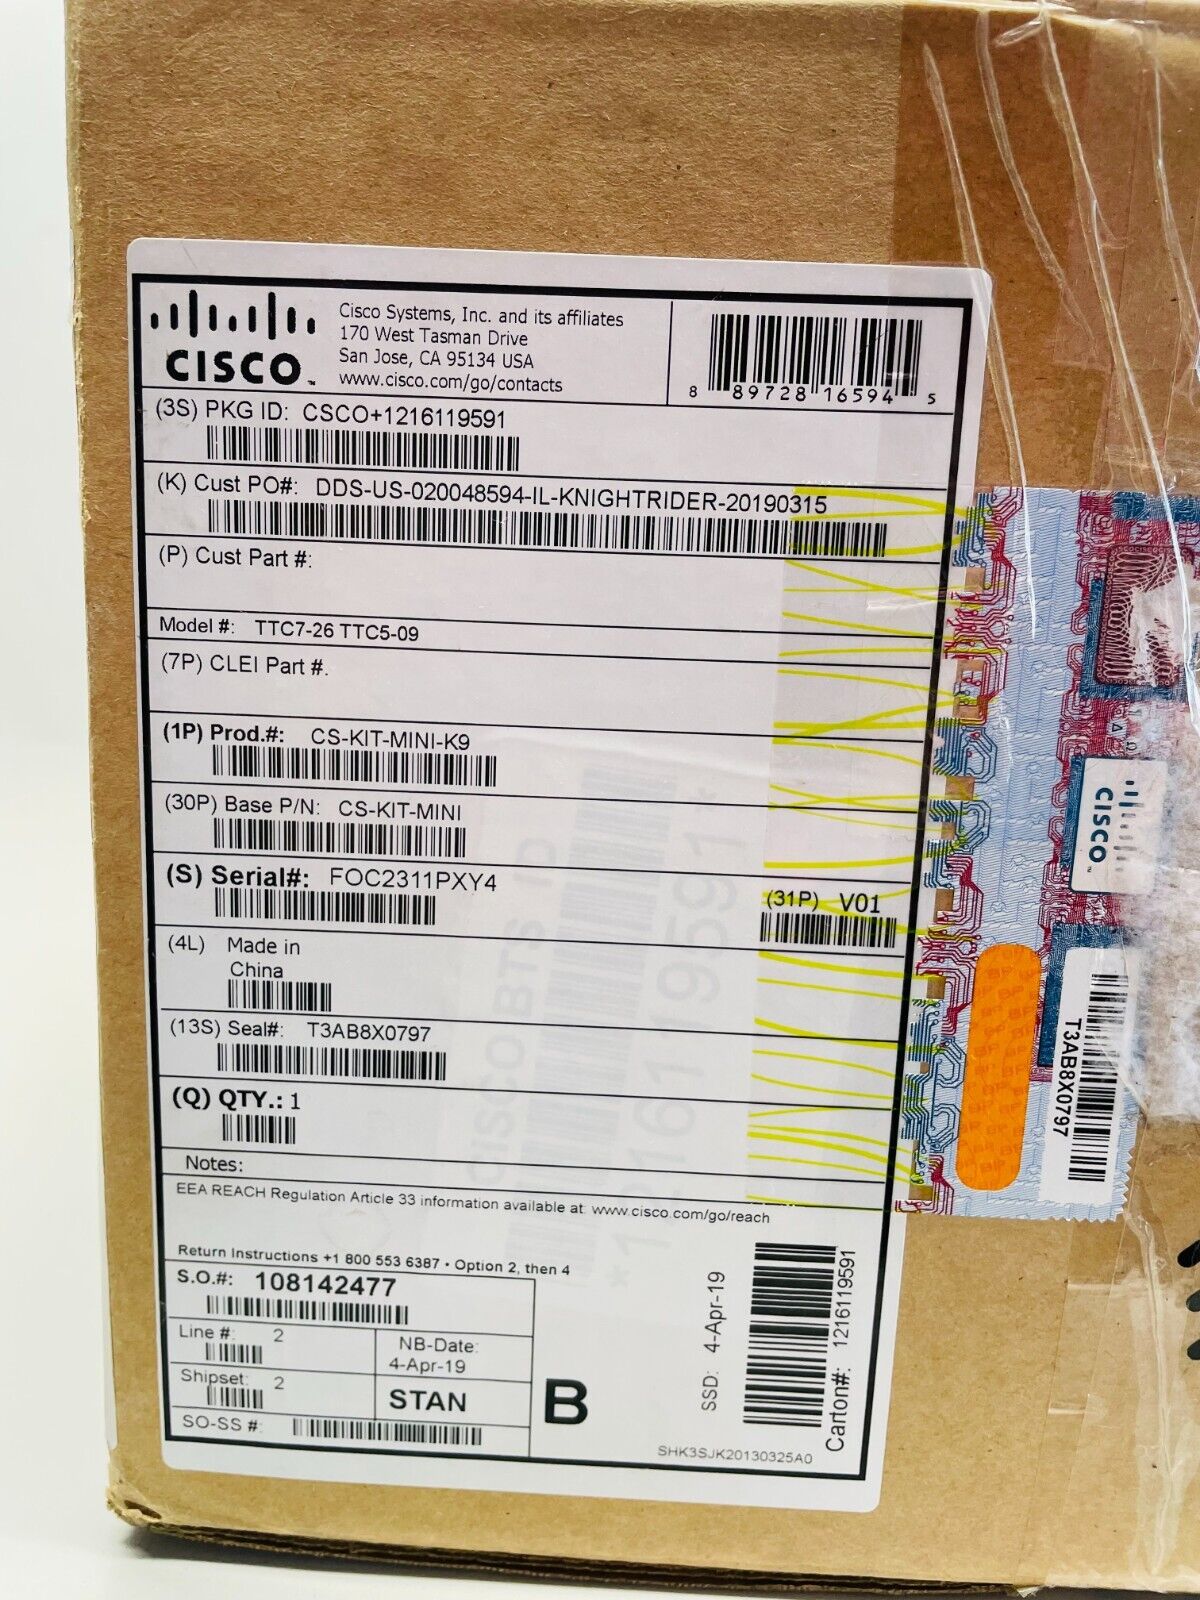 CISCO
Cisco Systems, Inc. and its affiliates
170 West Tasman Drive
San Jose, CA 95134 USA
www.cisco.com/go/contacts
8 89728 16594 5
(3S) PKG ID: CSCO+1216119591
(K) Cust PO#: DDS-US-020048594-IL-KNIGHTRIDER-20190315
(P) Cust Part #:
Model #: TTC7-26 TTC5-09
(7P) CLEI Part #.
(1P) Prod.#: CS-KIT-MINI-K9
(30P) Base P/N: CS-KIT-MINI
(S) Serial#: FOC2311PXY4
(31P) V01
(4L) Made in
China
(13S) Seal#: T3AB8X0797
(Q) QTY.: 1
Notes:
EEA REACH Regulation Article 33 information available at: www.cisco.com/go/reach
Return Instructions +1 800 553 6387 • Option 2, then 4
S.O.#: 108142477
Line #: 2
NB-Date:
4-Apr-19
Shipset: 2
STAN
SO-SS #:
B
SSD: 4-Apr-19
Carton#: 1216119591
SHK3SJK20130325A0
CISCO
T3AB8X0797